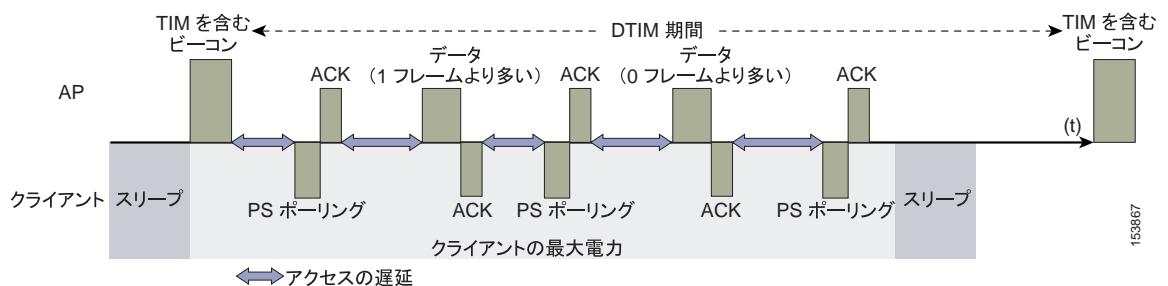 TIM を含む
ビーコン
DTIM 期間
TIM を含む
ビーコン
データ
（1 フレームより多い）
データ
（0 フレームより多い）
ACK
ACK
ACK
AP
(t)
クライアント
スリープ
PS ポーリング
ACK
PS ポーリング
ACK
PS ポーリング
スリープ
クライアントの最大電力
アクセスの遅延
153867